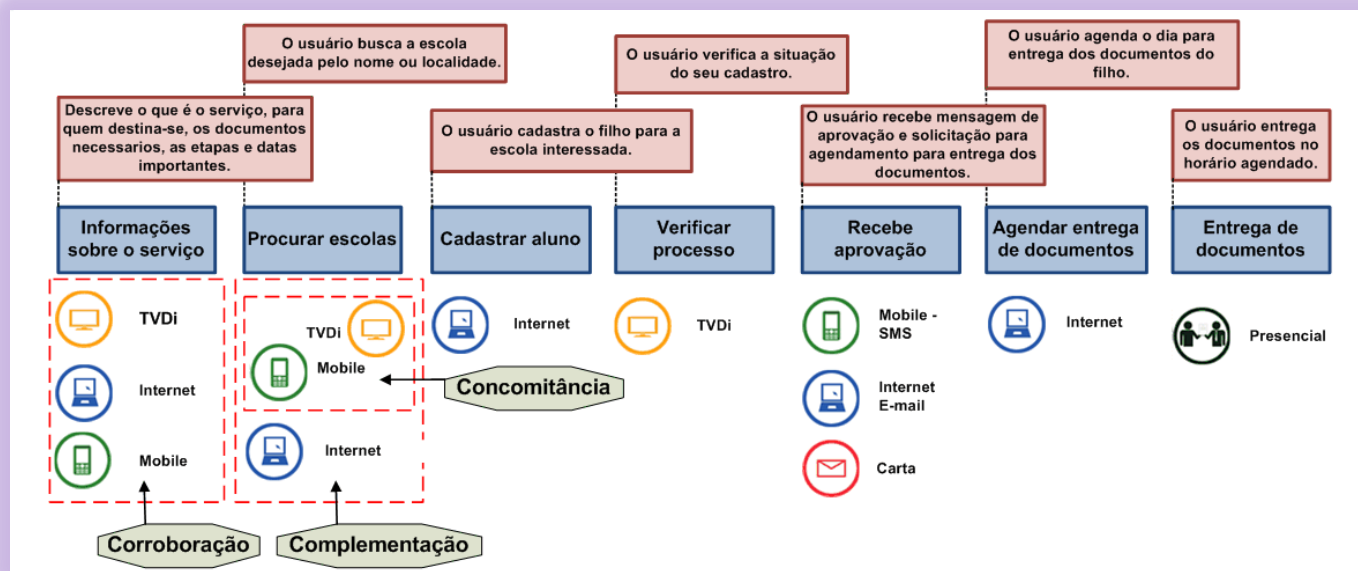 O usuário busca a escola
desejada pelo nome ou localidade.
O usuário verifica a situação
do seu cadastro.
O usuário agenda o dia para
entrega dos documentos do
filho.
Descreve o que é o serviço, para
quem destina-se, os documentos
necessarios, as etapas e datas
importantes.
O usuário cadastra o filho para a
escola interessada.
O usuário recebe mensagem de
aprovação e solicitação para
agendamento para entrega dos
documentos.
O usuário entrega
os documentos no
horário agendado.
Informações
sobre o serviço
Procurar escolas
Cadastrar aluno
Verificar
processo
Recebe
aprovação
Agendar entrega
de documentos
Entrega de
documentos
TVDi
Internet
Mobile
TVDi
Mobile
Internet
Internet
TVDi
Mobile -
SMS
Internet
E-mail
Carta
Internet
Presencial
Concomitância
Corroboração
Complementação